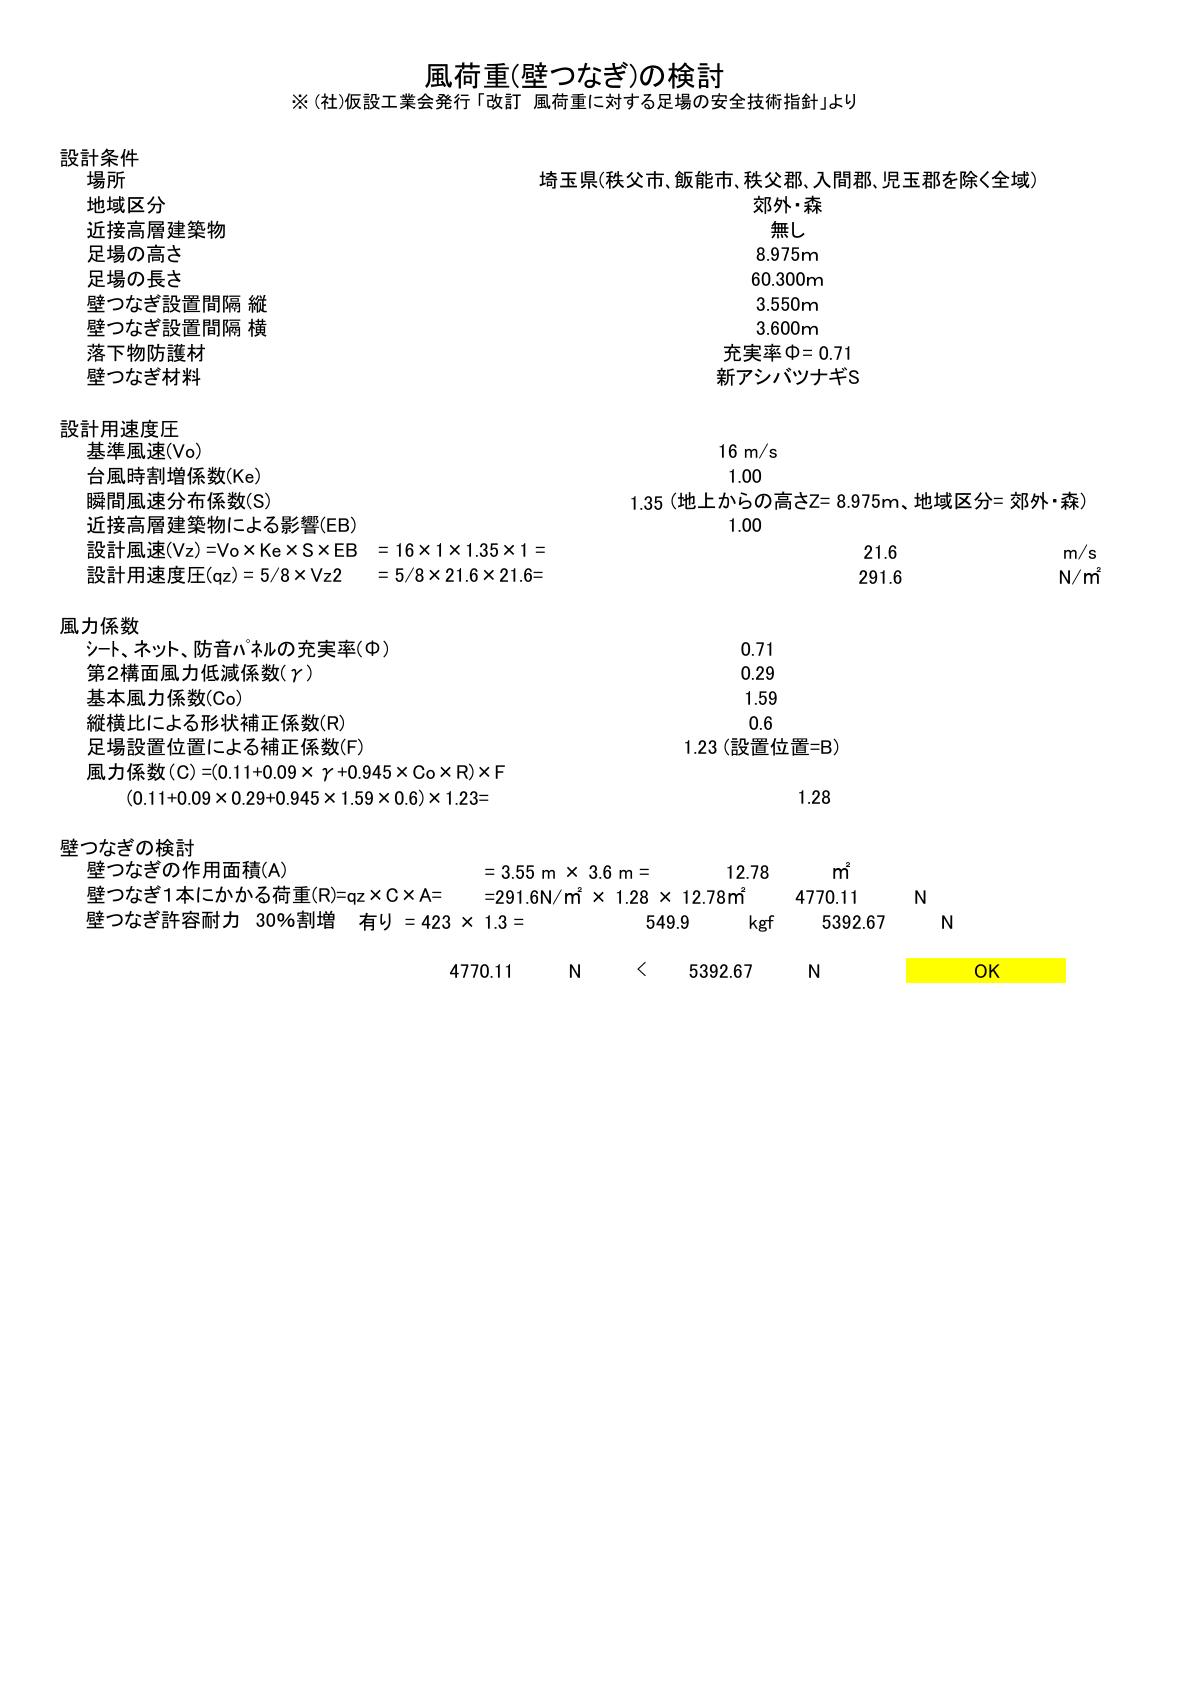 風荷重(壁つなぎ)の検討
※ (社)仮設工業会発行「改訂　風荷重に対する足場の安全技術指針」より
設計条件
場所 埼玉県(秩父市、飯能市、秩父郡、入間郡、児玉郡を除く全域)
地域区分 郊外・森
近接高層建築物 無し
足場の高さ 8.975m
足場の長さ 60.300m
壁つなぎ設置間隔 縦 3.550m
壁つなぎ設置間隔 横 3.600m
落下物防護材 充実率Φ= 0.71
壁つなぎ材料 新アシバツナギS
設計用速度圧
基準風速(Vo) 16 m/s
台風時割増係数(Ke) 1.00
瞬間風速分布係数(S) 1.35 (地上からの高さZ= 8.975m、地域区分= 郊外・森)
近接高層建築物による影響(EB) 1.00
設計風速(Vz) =Vo×Ke×S×EB = 16×1×1.35×1 = 21.6 m/s
設計用速度圧(qz) = 5/8×Vz2 = 5/8×21.6×21.6= 291.6 N/㎡
風力係数
ｼｰﾄ、ネット、防音ﾊﾟﾈﾙの充実率(Φ) 0.71
第２構面風力低減係数(γ) 0.29
基本風力係数(Co) 1.59
縦横比による形状補正係数(R) 0.6
足場設置位置による補正係数(F) 1.23 (設置位置=B)
風力係数(C) =(0.11+0.09×γ+0.945×Co×R)×F
(0.11+0.09×0.29+0.945×1.59×0.6)×1.23= 1.28
壁つなぎの検討
壁つなぎの作用面積(A) = 3.55 m × 3.6 m = 12.78 ㎡
壁つなぎ１本にかかる荷重(R)=qz×C×A= =291.6N/㎡ × 1.28 × 12.78㎡ 4770.11 N
壁つなぎ許容耐力 30%割増 有り = 423 × 1.3 = 549.9 kgf 5392.67 N
4770.11 N < 5392.67 N OK